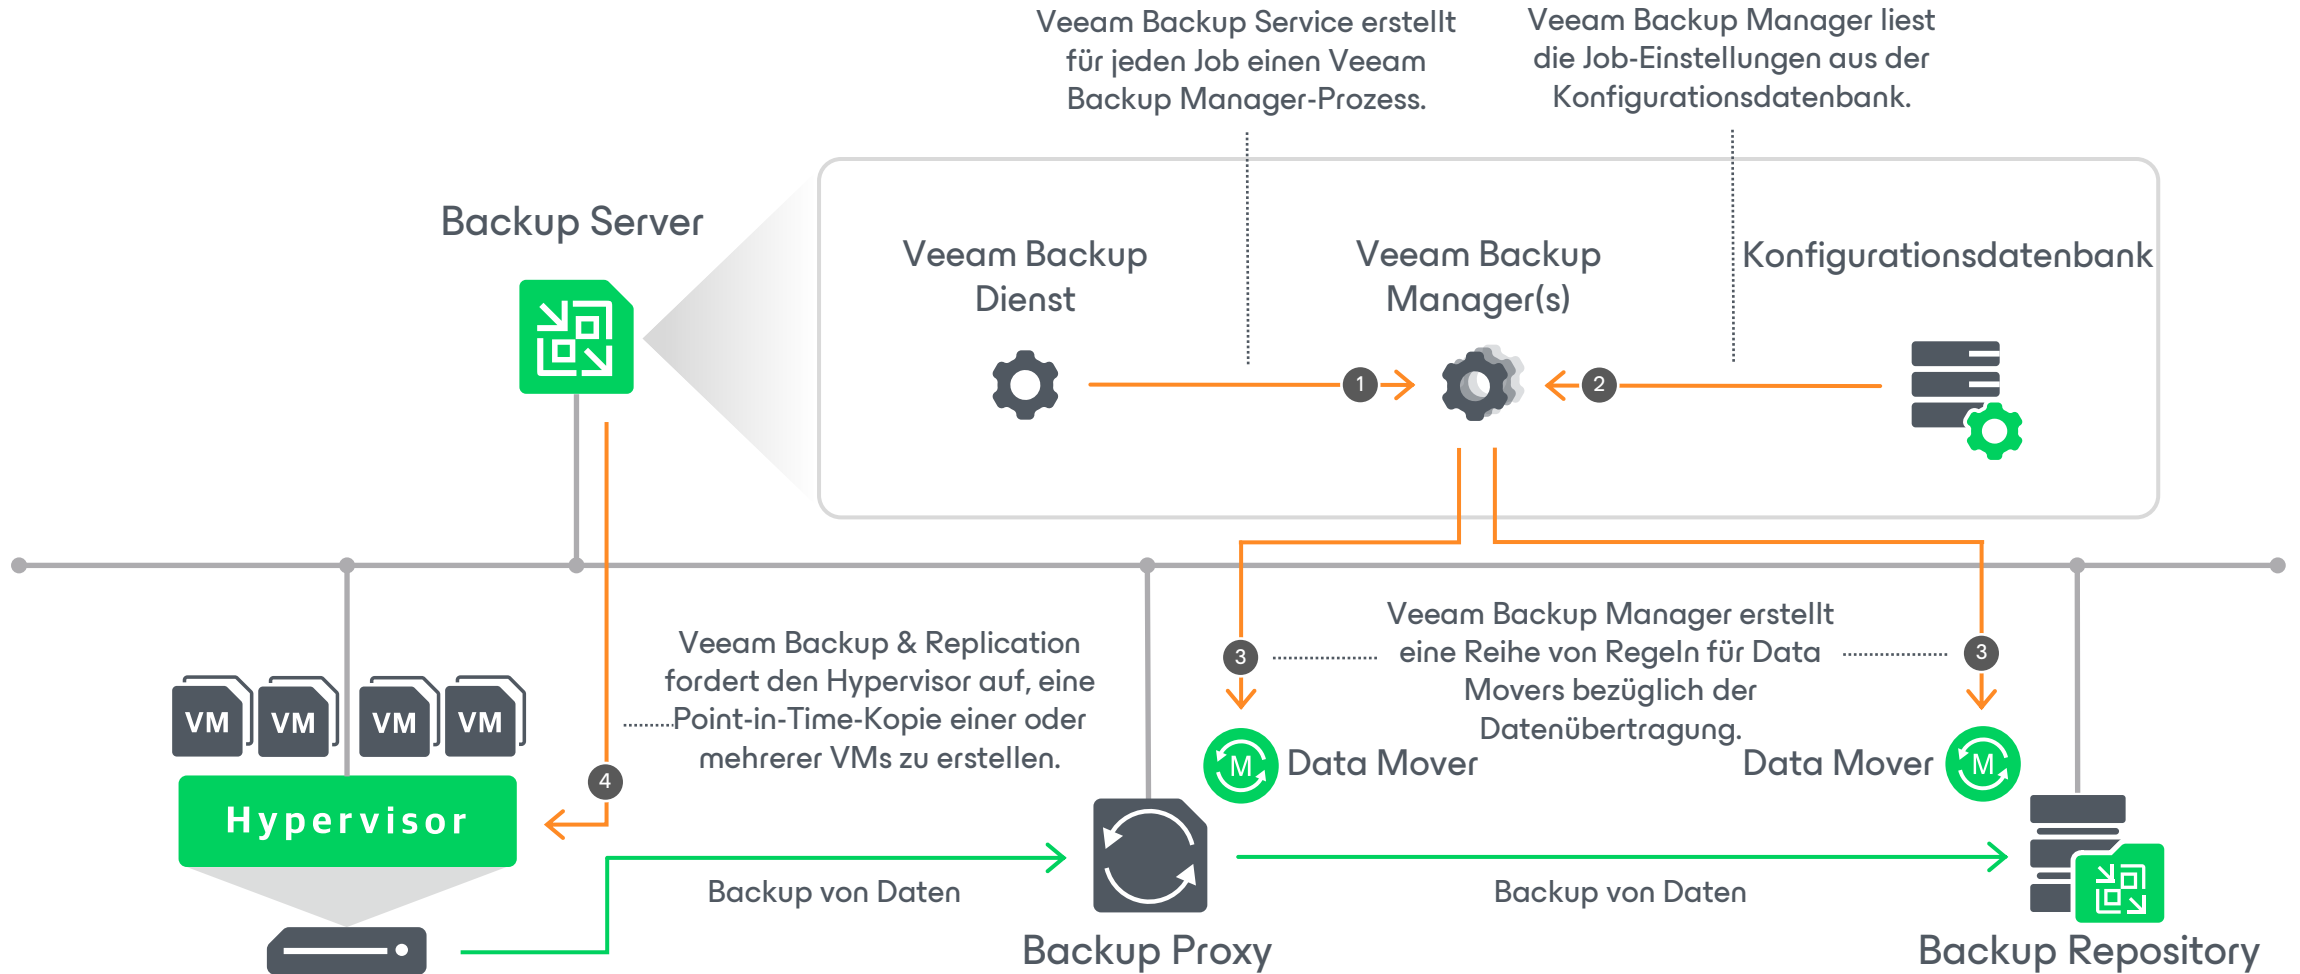 Veeam Backup Service erstellt
für jeden Job einen Veeam
Backup Manager-Prozess.
Veeam Backup Manager liest
die Job-Einstellungen aus der
Konfigurationsdatenbank.
Backup Server
Veeam Backup
Dienst
Veeam Backup
Manager(s)
Konfigurationsdatenbank
1
2
Veeam Backup & Replication
fordert den Hypervisor auf, eine
Point-in-Time-Kopie einer oder
mehrerer VMs zu erstellen.
Veeam Backup Manager erstellt
eine Reihe von Regeln für Data
Movers bezüglich der
Datenübertragung.
3
3
VM
VM
VM
VM
4
M
Data Mover
Data Mover
M
Hypervisor
Backup von Daten
Backup von Daten
Backup Proxy
Backup Repository